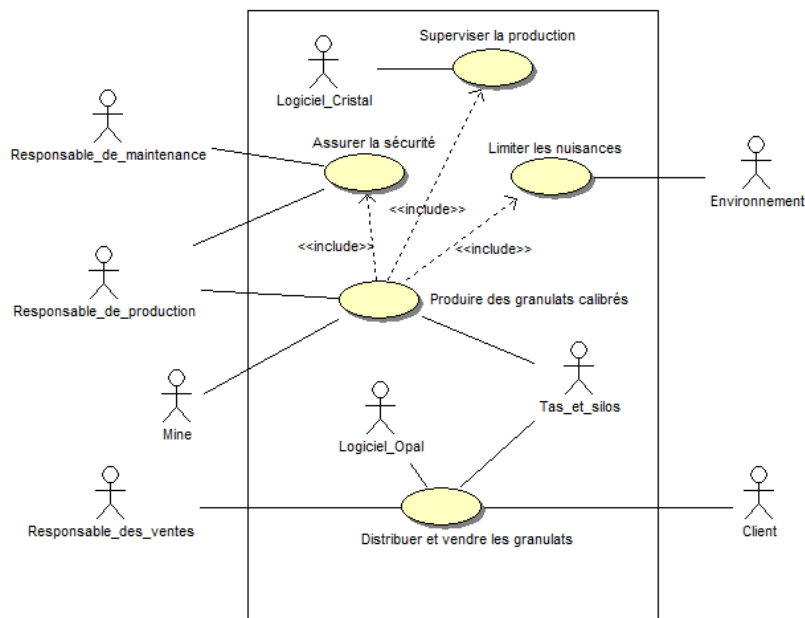 Superviser la production
Logiciel_Cristal
Responsable_de_maintenance
Assurer la sécurité
Limiter les nuisances
Environnement
<<include>>
<<include>>
<<include>>
Responsable_de_production
Produire des granulats calibrés
Mine
Tas_et_silos
Logiciel_Opal
Responsable_des_ventes
Distribuer et vendre les granulats
Client